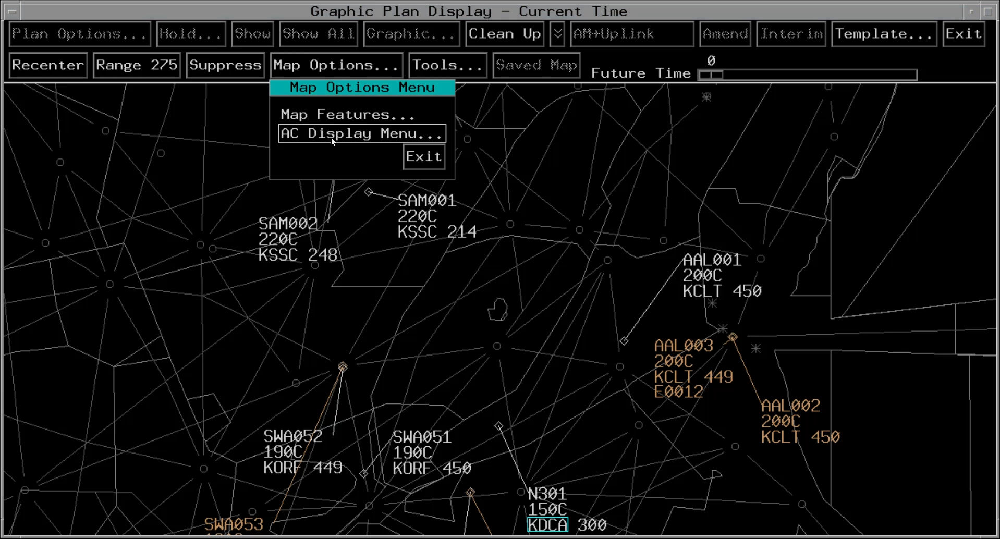 Graphic Plan Display - Current Time
Plan Options... Hold... Show Show All Graphic... Clean Up AM+Uplink Amend Interim Template... Exit
Recenter Range 275 Suppress Map Options... Tools... Saved Map Future Time 0
Map Options Menu
Map Features...
AC Display Menu...
Exit
SAM001
220C
KSSC 214
SAM002
220C
KSSC 248
AAL001
200C
KCLT 450
AAL003
200C
KCLT 449
E0012
AAL002
200C
KCLT 450
SWA052
190C
KORF 449
SWA051
190C
KORF 450
N301
150C
KDCA 300
SWA053